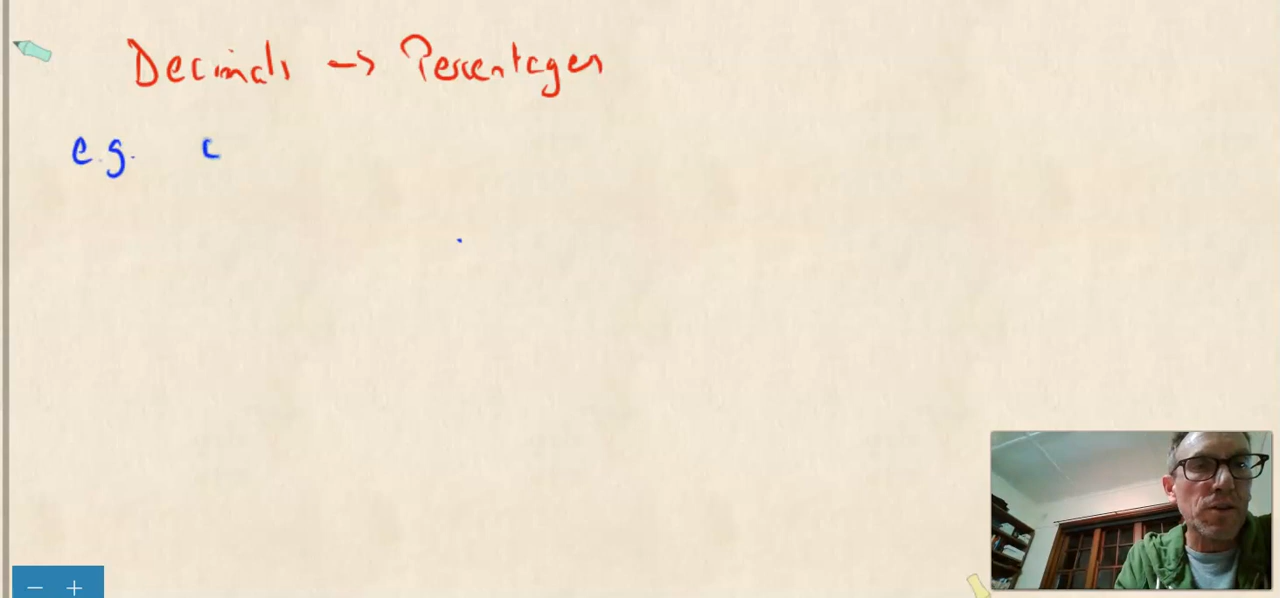 Decimals -> Percentages
e.g. c
− +